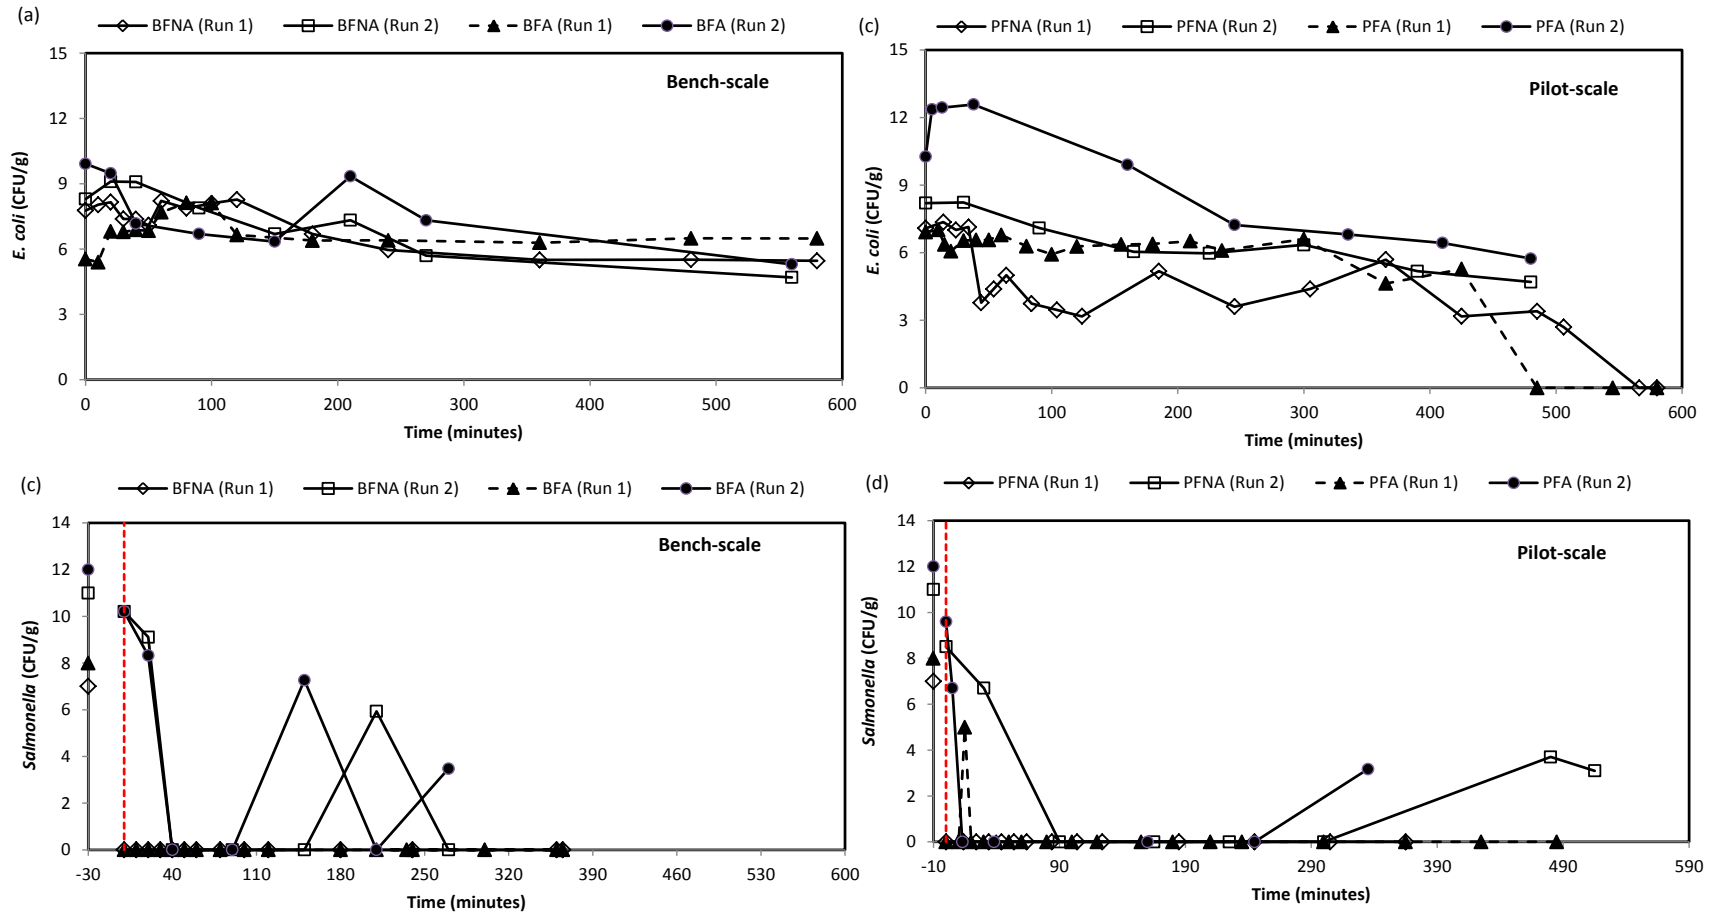 (a)
BFNA (Run 1) BFNA (Run 2) BFA (Run 1) BFA (Run 2)
15
12
9
6
3
0
E. coli (CFU/g)
Bench-scale
0 100 200 300 400 500 600
Time (minutes)
(c)
PFNA (Run 1) PFNA (Run 2) PFA (Run 1) PFA (Run 2)
15
12
9
6
3
0
E. coli (CFU/g)
Pilot-scale
0 100 200 300 400 500 600
Time (minutes)
(c)
BFNA (Run 1) BFNA (Run 2) BFA (Run 1) BFA (Run 2)
14
12
10
8
6
4
2
0
Salmonella (CFU/g)
Bench-scale
-30 40 110 180 250 320 390 460 530 600
Time (minutes)
(d)
PFNA (Run 1) PFNA (Run 2) PFA (Run 1) PFA (Run 2)
14
12
10
8
6
4
2
0
Salmonella (CFU/g)
Pilot-scale
-10 90 190 290 390 490 590
Time (minutes)